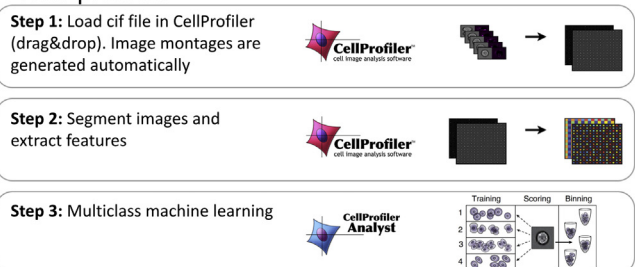 Step 1: Load cif file in CellProfiler
(drag&drop). Image montages are
generated automatically
CellProfiler™
cell image analysis software
Step 2: Segment images and
extract features
CellProfiler™
cell image analysis software
Step 3: Multiclass machine learning
CellProfiler
Analyst
Training Scoring Binning
1
2
3
4